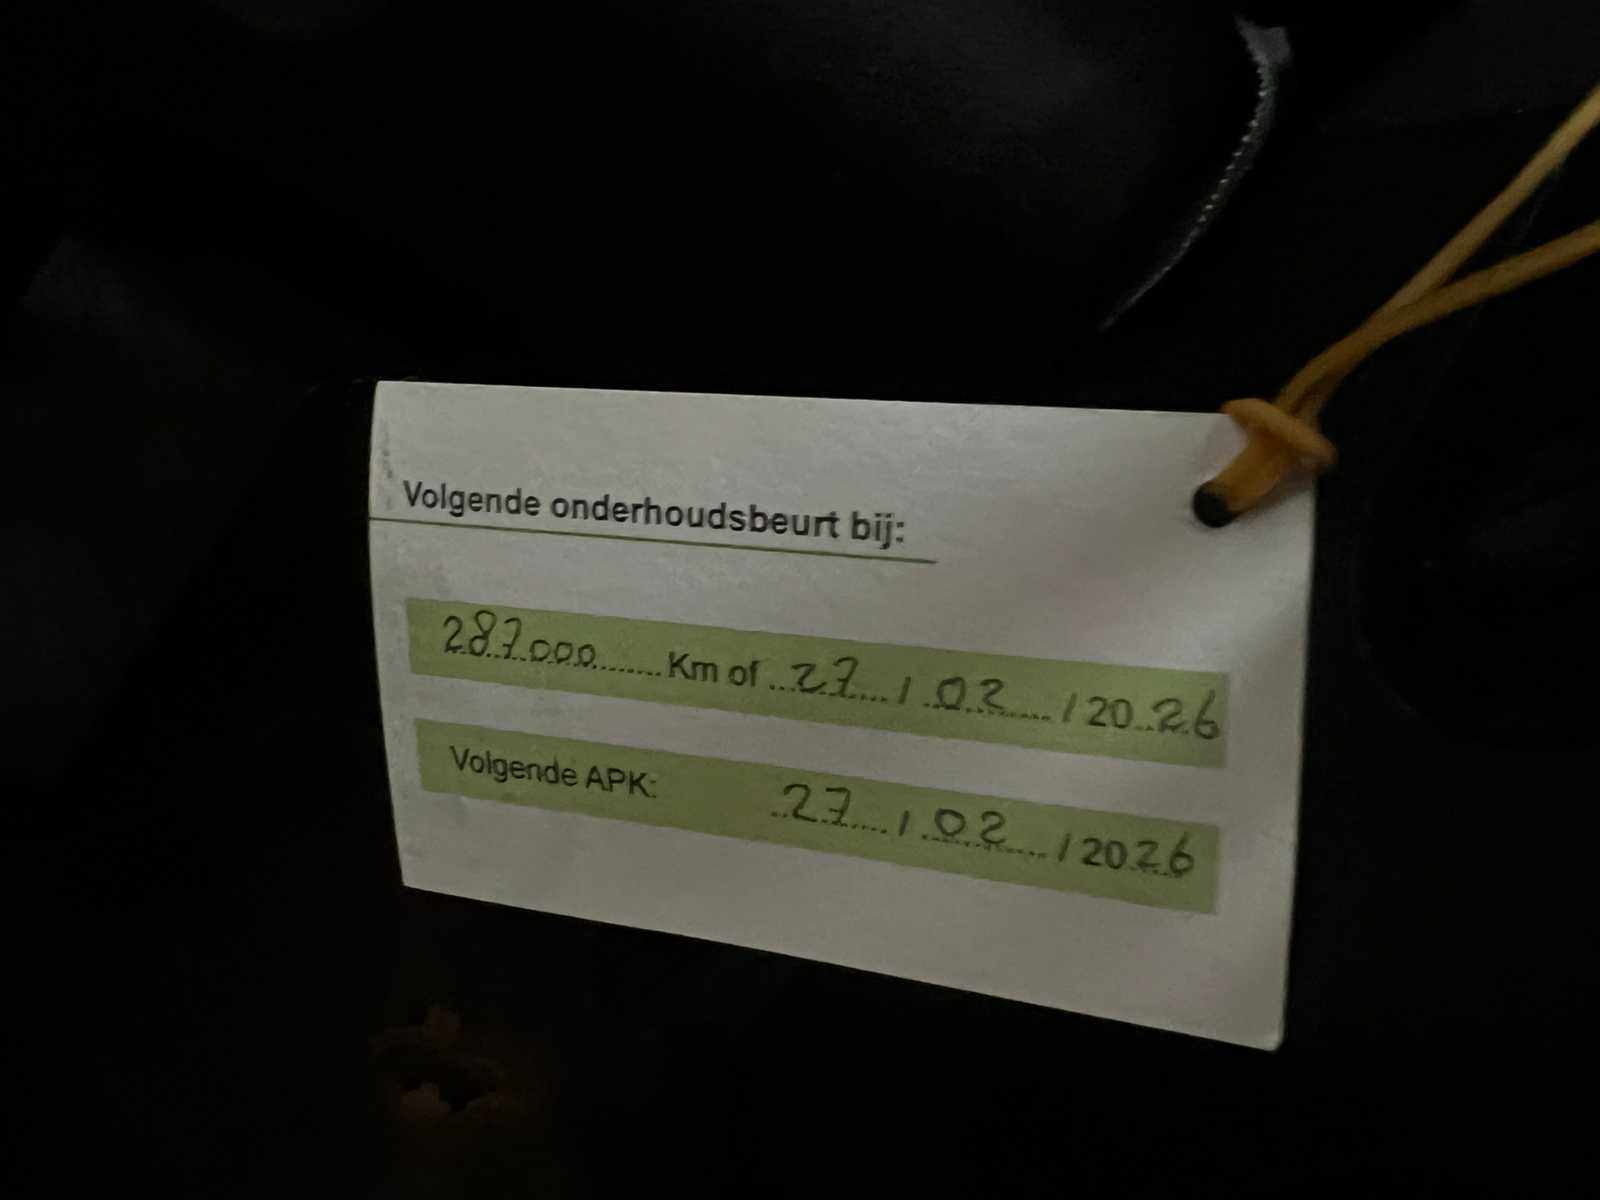 Volgende onderhoudsbeurt bij:
287000 Km of 27 / 02 / 2026
Volgende APK: 27 / 02 / 2026